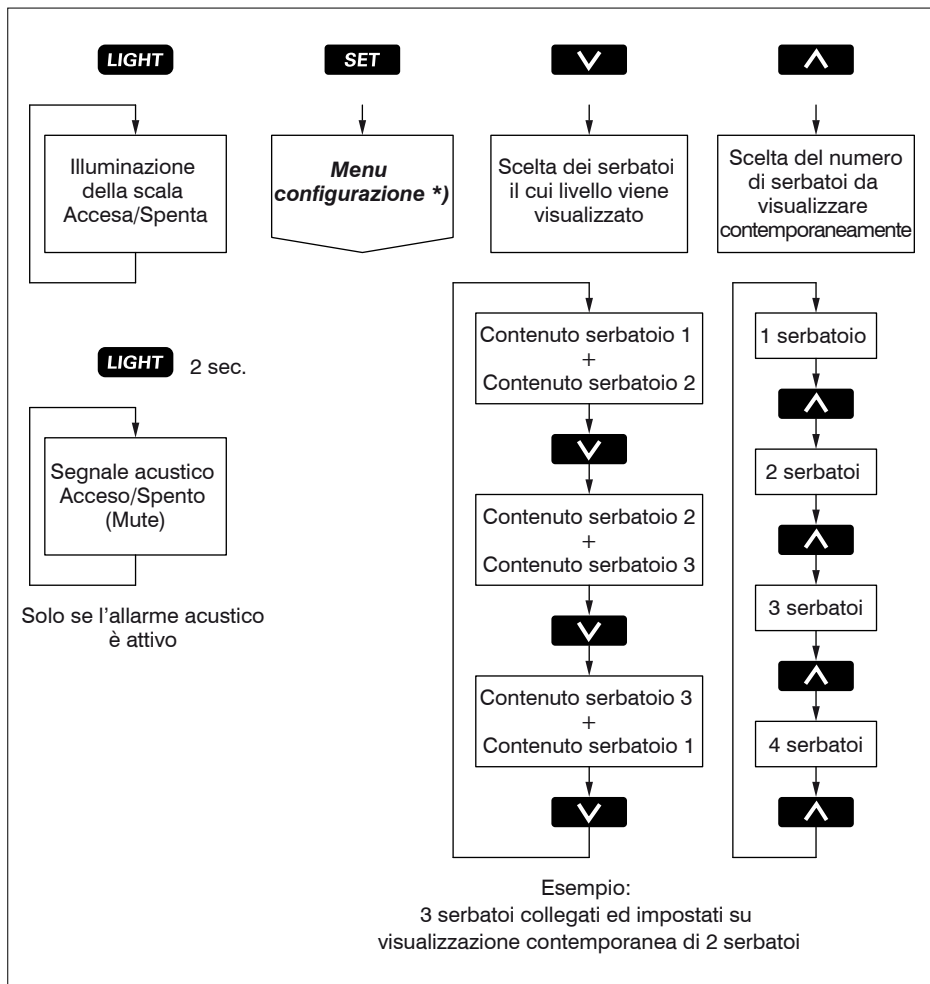 LIGHT
Illuminazione
della scala
Accesa/Spenta
LIGHT 2 sec.
Segnale acustico
Acceso/Spento
(Mute)
Solo se l'allarme acustico
è attivo
SET
Menu
configurazione *)
Scelta dei serbatoi
il cui livello viene
visualizzato
Contenuto serbatoio 1
+
Contenuto serbatoio 2
Contenuto serbatoio 2
+
Contenuto serbatoio 3
Contenuto serbatoio 3
+
Contenuto serbatoio 1
Scelta del numero
di serbatoi da
visualizzare
contemporaneamente
1 serbatoio
2 serbatoi
3 serbatoi
4 serbatoi
Esempio:
3 serbatoi collegati ed impostati su
visualizzazione contemporanea di 2 serbatoi